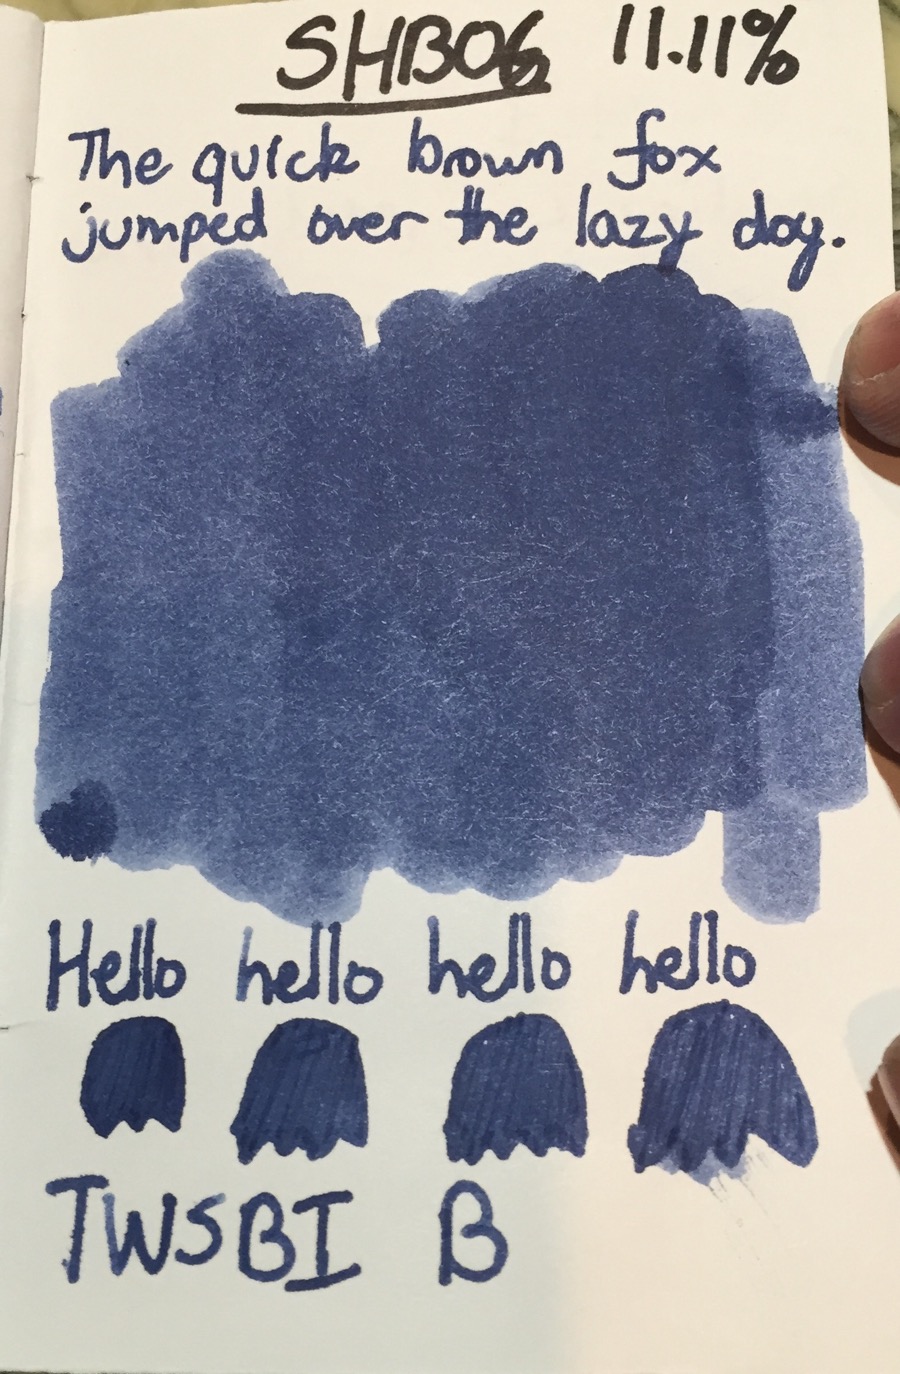 SHB06 11.11%
The quick brown fox
jumped over the lazy dog.
Hello hello hello hello
TWSBI B